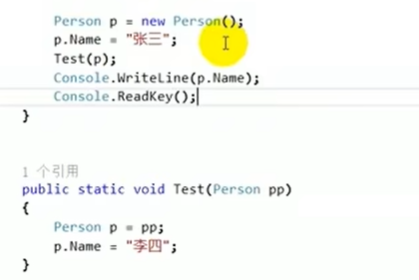 Person p = new Person();
p.Name = "张三";
Test(p);
Console.WriteLine(p.Name);
Console.ReadKey();
}
1 个引用
public static void Test(Person pp)
{
Person p = pp;
p.Name = "李四";
}